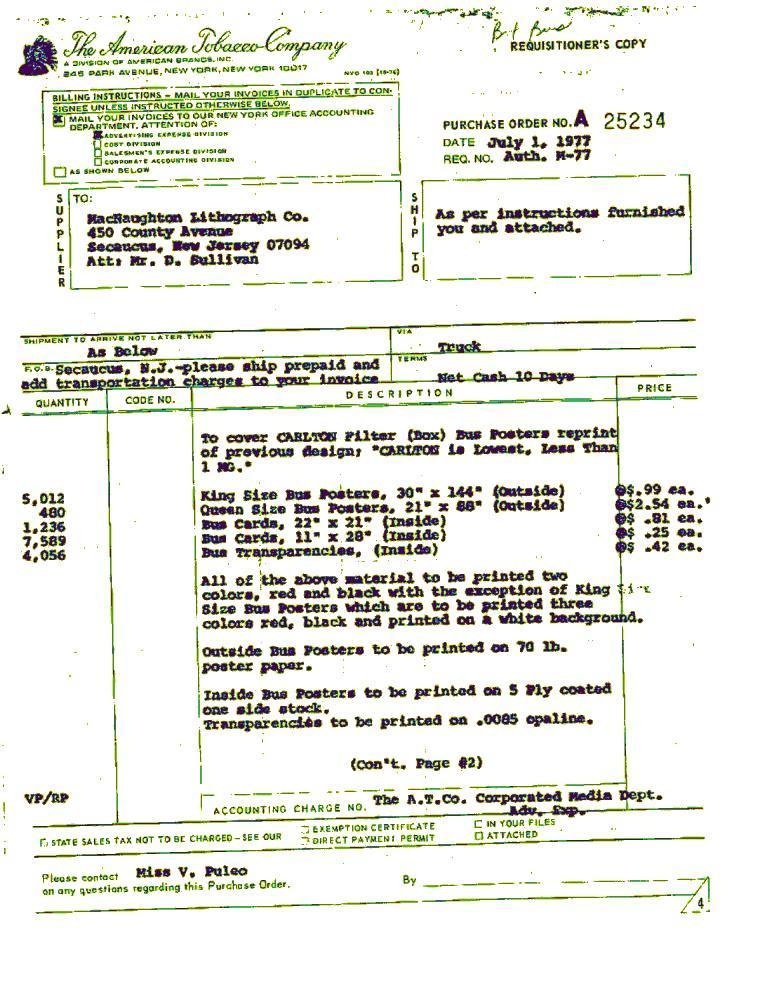 The American Tobacco Company
A DIVISION OF AMERICAN BRANDS, INC.
245 PARK AVENUE, NEW YORK, NEW YORK 10017
NYO 102 (10-76)
REQUISITIONER'S COPY
BILLING INSTRUCTIONS – MAIL YOUR INVOICES IN DUPLICATE TO CON-
SIGNEE UNLESS INSTRUCTED OTHERWISE BELOW.
MAIL YOUR INVOICES TO OUR NEW YORK OFFICE ACCOUNTING
DEPARTMENT, ATTENTION OF:
ADVERTISING EXPENSE DIVISION
COST DIVISION
SALESMEN'S EXPENSE DIVISION
CORPORATE ACCOUNTING DIVISION
AS SHOWN BELOW
PURCHASE ORDER NO. A 25234
DATE July 1, 1977
REQ. NO. Auth. M-77
SUPPLIER
TO:
MacNaughton Lithograph Co.
450 County Avenue
Secaucus, New Jersey 07094
Att: Mr. D. Sullivan
SHIP TO
As per instructions furnished
you and attached.
SHIPMENT TO ARRIVE NOT LATER THAN
As Below
VIA
Truck
F.O.B. Secaucus, N.J.-please ship prepaid and
add transportation charges to your invoice
TERMS
Net Cash 10 Days
QUANTITY CODE NO. DESCRIPTION PRICE
To cover CARLTON Filter (Box) Bus Posters reprint
of previous design; "CARLTON is Lowest, Less Than
1 MG."
5,012 King Size Bus Posters, 30" x 144" (Outside) @$.99 ea.
480 Queen Size Bus Posters, 21" x 88" (Outside) @$2.54 ea.
1,236 Bus Cards, 22" x 21" (Inside) @$ .81 ea.
7,589 Bus Cards, 11" x 28" (Inside) @$ .25 ea.
4,056 Bus Transparencies, (Inside) @$ .42 ea.
All of the above material to be printed two
colors, red and black with the exception of King Size
Size Bus Posters which are to be printed three
colors red, black and printed on a white background.
Outside Bus Posters to be printed on 70 lb.
poster paper.
Inside Bus Posters to be printed on 5 Ply coated
one side stock.
Transparencies to be printed on .0085 opaline.
(Con't. Page #2)
VP/RP
ACCOUNTING CHARGE NO. The A.T.Co. Corporated Media Dept.
Adv. Exp.
STATE SALES TAX NOT TO BE CHARGED – SEE OUR
EXEMPTION CERTIFICATE
DIRECT PAYMENT PERMIT
IN YOUR FILES
ATTACHED
Please contact Miss V. Puleo
on any questions regarding this Purchase Order.
By
4